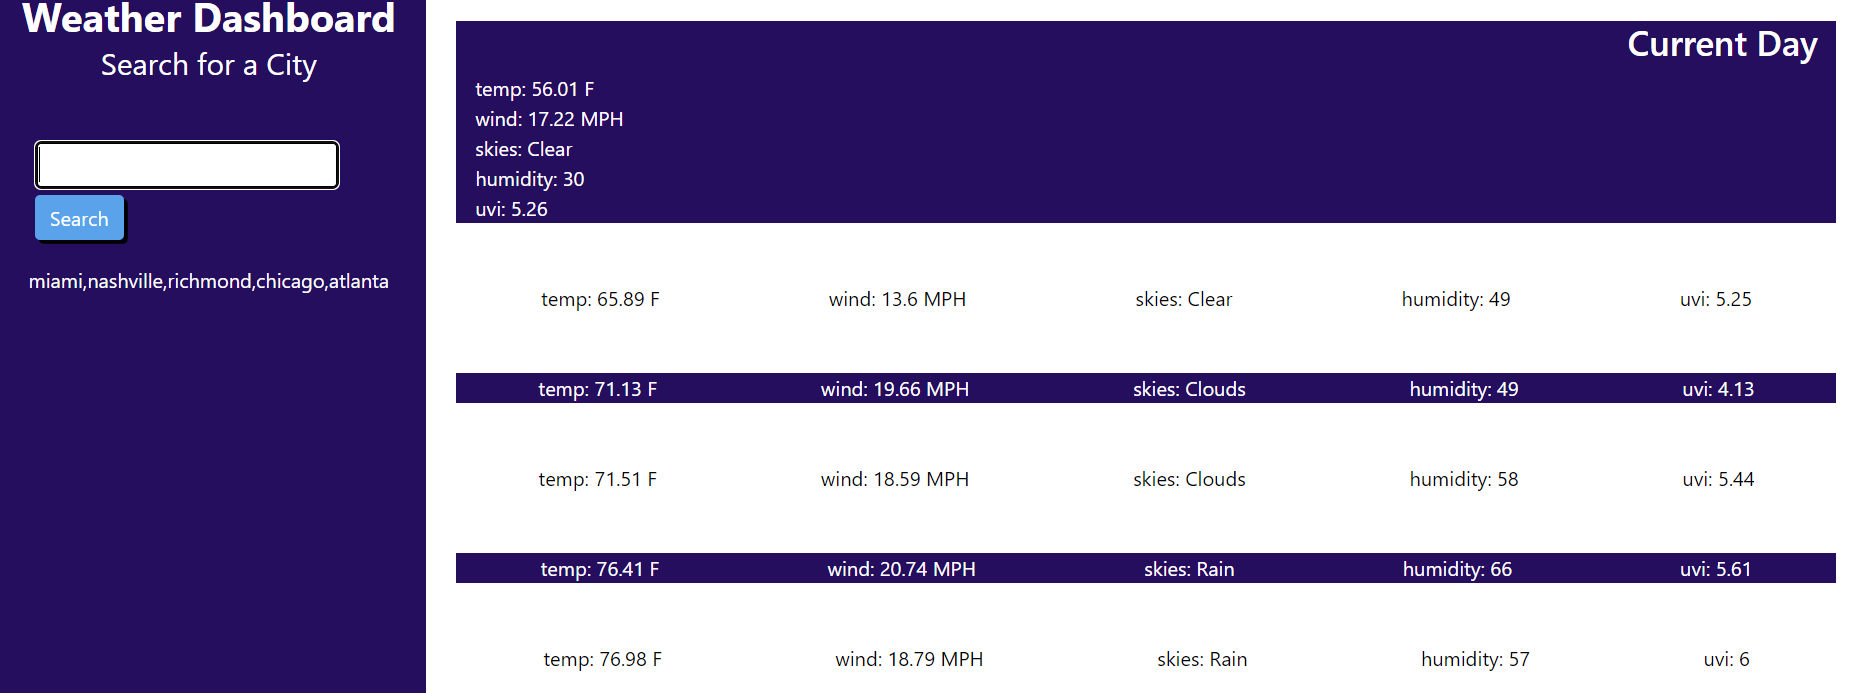 Weather Dashboard
Search for a City
Search
miami,nashville,richmond,chicago,atlanta
Current Day
temp: 56.01 F
wind: 17.22 MPH
skies: Clear
humidity: 30
uvi: 5.26
temp: 65.89 F wind: 13.6 MPH skies: Clear humidity: 49 uvi: 5.25
temp: 71.13 F wind: 19.66 MPH skies: Clouds humidity: 49 uvi: 4.13
temp: 71.51 F wind: 18.59 MPH skies: Clouds humidity: 58 uvi: 5.44
temp: 76.41 F wind: 20.74 MPH skies: Rain humidity: 66 uvi: 5.61
temp: 76.98 F wind: 18.79 MPH skies: Rain humidity: 57 uvi: 6